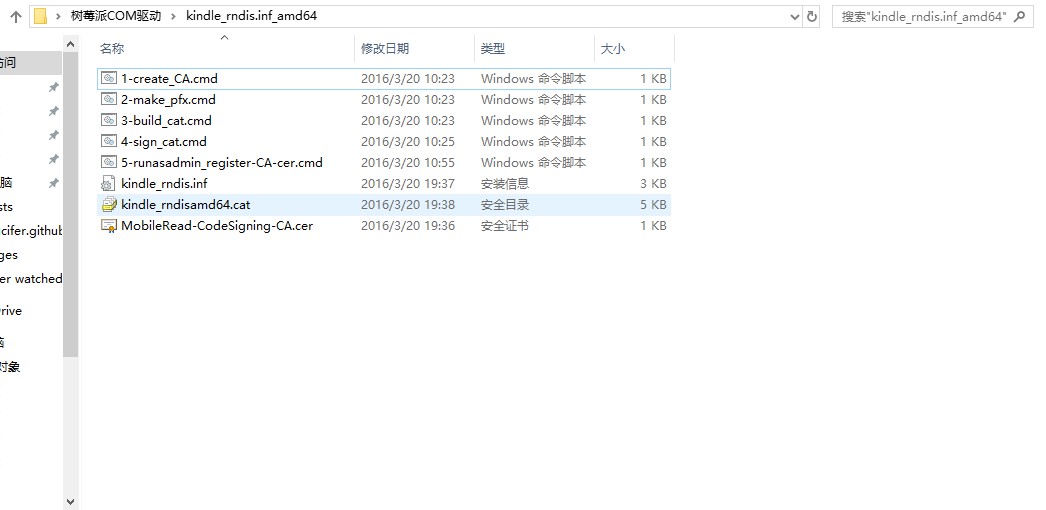 树莓派COM驱动 kindle_rndis.inf_amd64 搜索"kindle_rndis.inf_amd64"
名称 修改日期 类型 大小
1-create_CA.cmd 2016/3/20 10:23 Windows 命令脚本 1 KB
2-make_pfx.cmd 2016/3/20 10:23 Windows 命令脚本 1 KB
3-build_cat.cmd 2016/3/20 10:23 Windows 命令脚本 1 KB
4-sign_cat.cmd 2016/3/20 10:25 Windows 命令脚本 1 KB
5-runasadmin_register-CA-cer.cmd 2016/3/20 10:55 Windows 命令脚本 1 KB
kindle_rndis.inf 2016/3/20 19:37 安装信息 3 KB
kindle_rndisamd64.cat 2016/3/20 19:38 安全目录 5 KB
MobileRead-CodeSigning-CA.cer 2016/3/20 19:36 安全证书 1 KB
访问
脑
sts
cifer.github
ges
er watched
Drive
对象